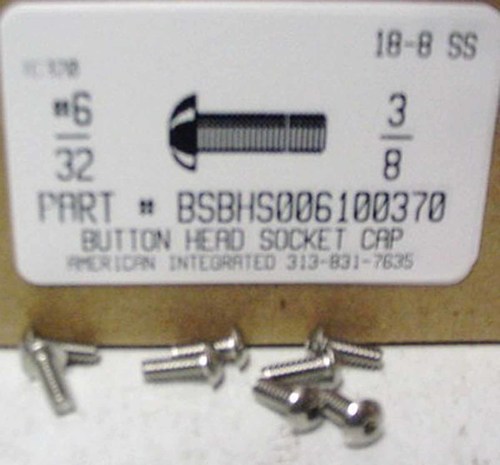 18-8 SS
#6
32
3
8
PART # BSBHS006100370
BUTTON HEAD SOCKET CAP
AMERICAN INTEGRATED 313-831-7635